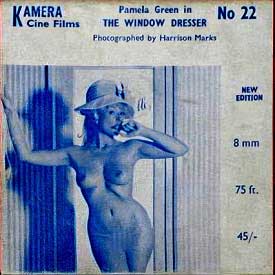 KAMERA
Cine Films
Pamela Green in
THE WINDOW DRESSER
Photographed by Harrison Marks
No 22
NEW
EDITION
8 mm
75 ft.
45/-